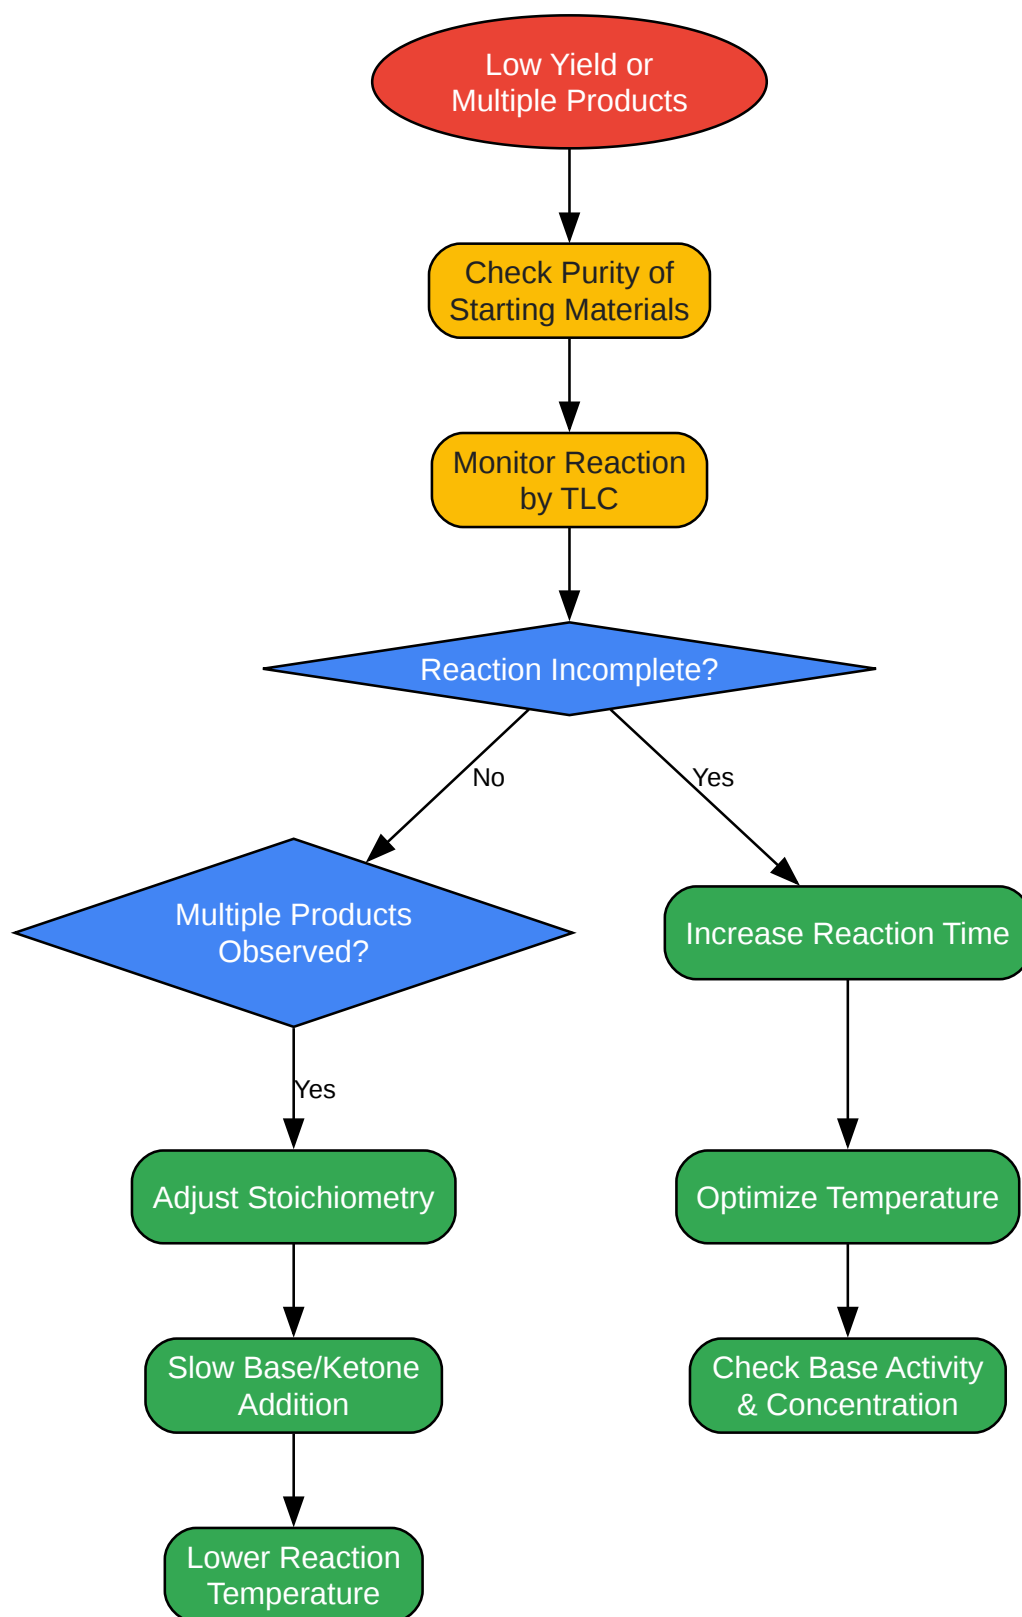 Low Yield or
Multiple Products
Check Purity of
Starting Materials
Monitor Reaction
by TLC
Reaction Incomplete?
No
Yes
Multiple Products
Observed?
Increase Reaction Time
Yes
Adjust Stoichiometry
Optimize Temperature
Slow Base/Ketone
Addition
Check Base Activity
& Concentration
Lower Reaction
Temperature